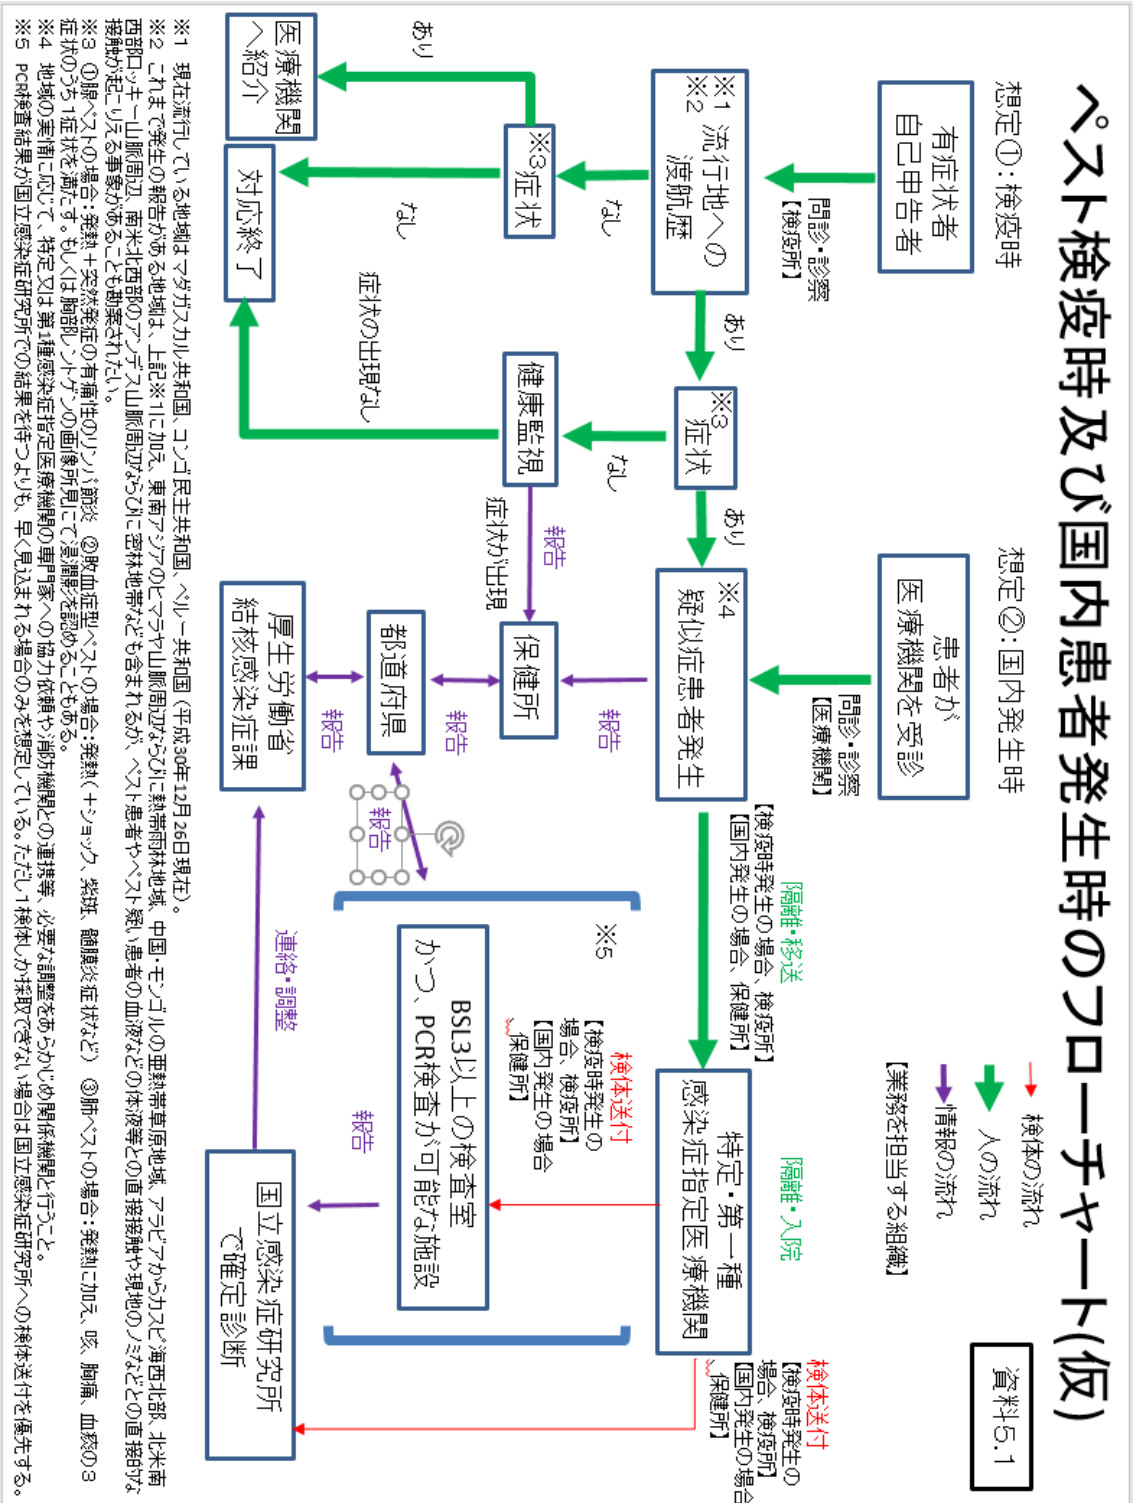 ペスト検疫時及び国内患者発生時のフローチャート(仮)
資料5.1
想定①：検疫時
有症状者
自己申告者
問診・診察
【検疫所】
※1
※2
流行地への
渡航歴
なし
あり
※3
症状
あり
なし
医療機関
へ紹介
対応終了
※3
症状
なし
あり
健康監視
症状の出現なし
報告
症状が出現
想定②：国内発生時
患者が
医療機関を受診
問診・診察
【医療機関】
※4
疑似症患者発生
報告
保健所
報告
都道府県
報告
厚生労働省
結核感染症課
報告
隔離・移送
【検疫時発生の場合、検疫所】
【国内発生の場合、保健所】
検体の流れ
人の流れ
情報の流れ
【業務を担当する組織】
隔離・入院
特定・第一種
感染症指定医療機関
※5
検体送付
【検疫時発生の
場合、検疫所】
【国内発生の場合
、保健所】
BSL3以上の検査室
かつ、PCR検査が可能な施設
報告
連絡・調整
検体送付
【検疫時発生の
場合、検疫所】
【国内発生の場合
、保健所】
国立感染症研究所
で確定診断
※1　現在流行している地域はマダガスカル共和国、コンゴ民主共和国、ペルー共和国（平成30年12月26日現在）。
※2　これまで発生の報告がある地域は、上記※1に加え、東南アジアのヒマラヤ山脈周辺ならびに熱帯雨林地域、中国・モンゴルの亜熱帯草原地域、アラビアからカスピ海西北部、北米南
西部ロッキー山脈周辺、南米北西部のアンデス山脈周辺ならびに密林地帯なども含まれるが、ペスト患者やペスト疑い患者の血液などの体液等との直接接触や現地のノミなどとの直接的な
接触が起こりえる事象があることも勘案されたい。
※3　①腺ペストの場合：発熱＋突然発症の有痛性のリンパ節炎　②敗血症型ペストの場合：発熱（＋ショック、紫斑、髄膜炎症状など）　③肺ペストの場合：発熱に加え、咳、胸痛、血痰の3
症状のうち1症状を満たす。もしくは胸部レントゲンの画像所見にて浸潤影を認めることもある。
※4　地域の実情に応じて、特定又は第1種感染症指定医療機関の専門家への協力依頼や消防機関との連携等、必要な調整をあらかじめ関係機関と行うこと。
※5　PCR検査結果が国立感染症研究所での結果を待つよりも、早く見込まれる場合のみを想定している。ただし1検体しか採取できない場合は国立感染症研究所への検体送付を優先する。